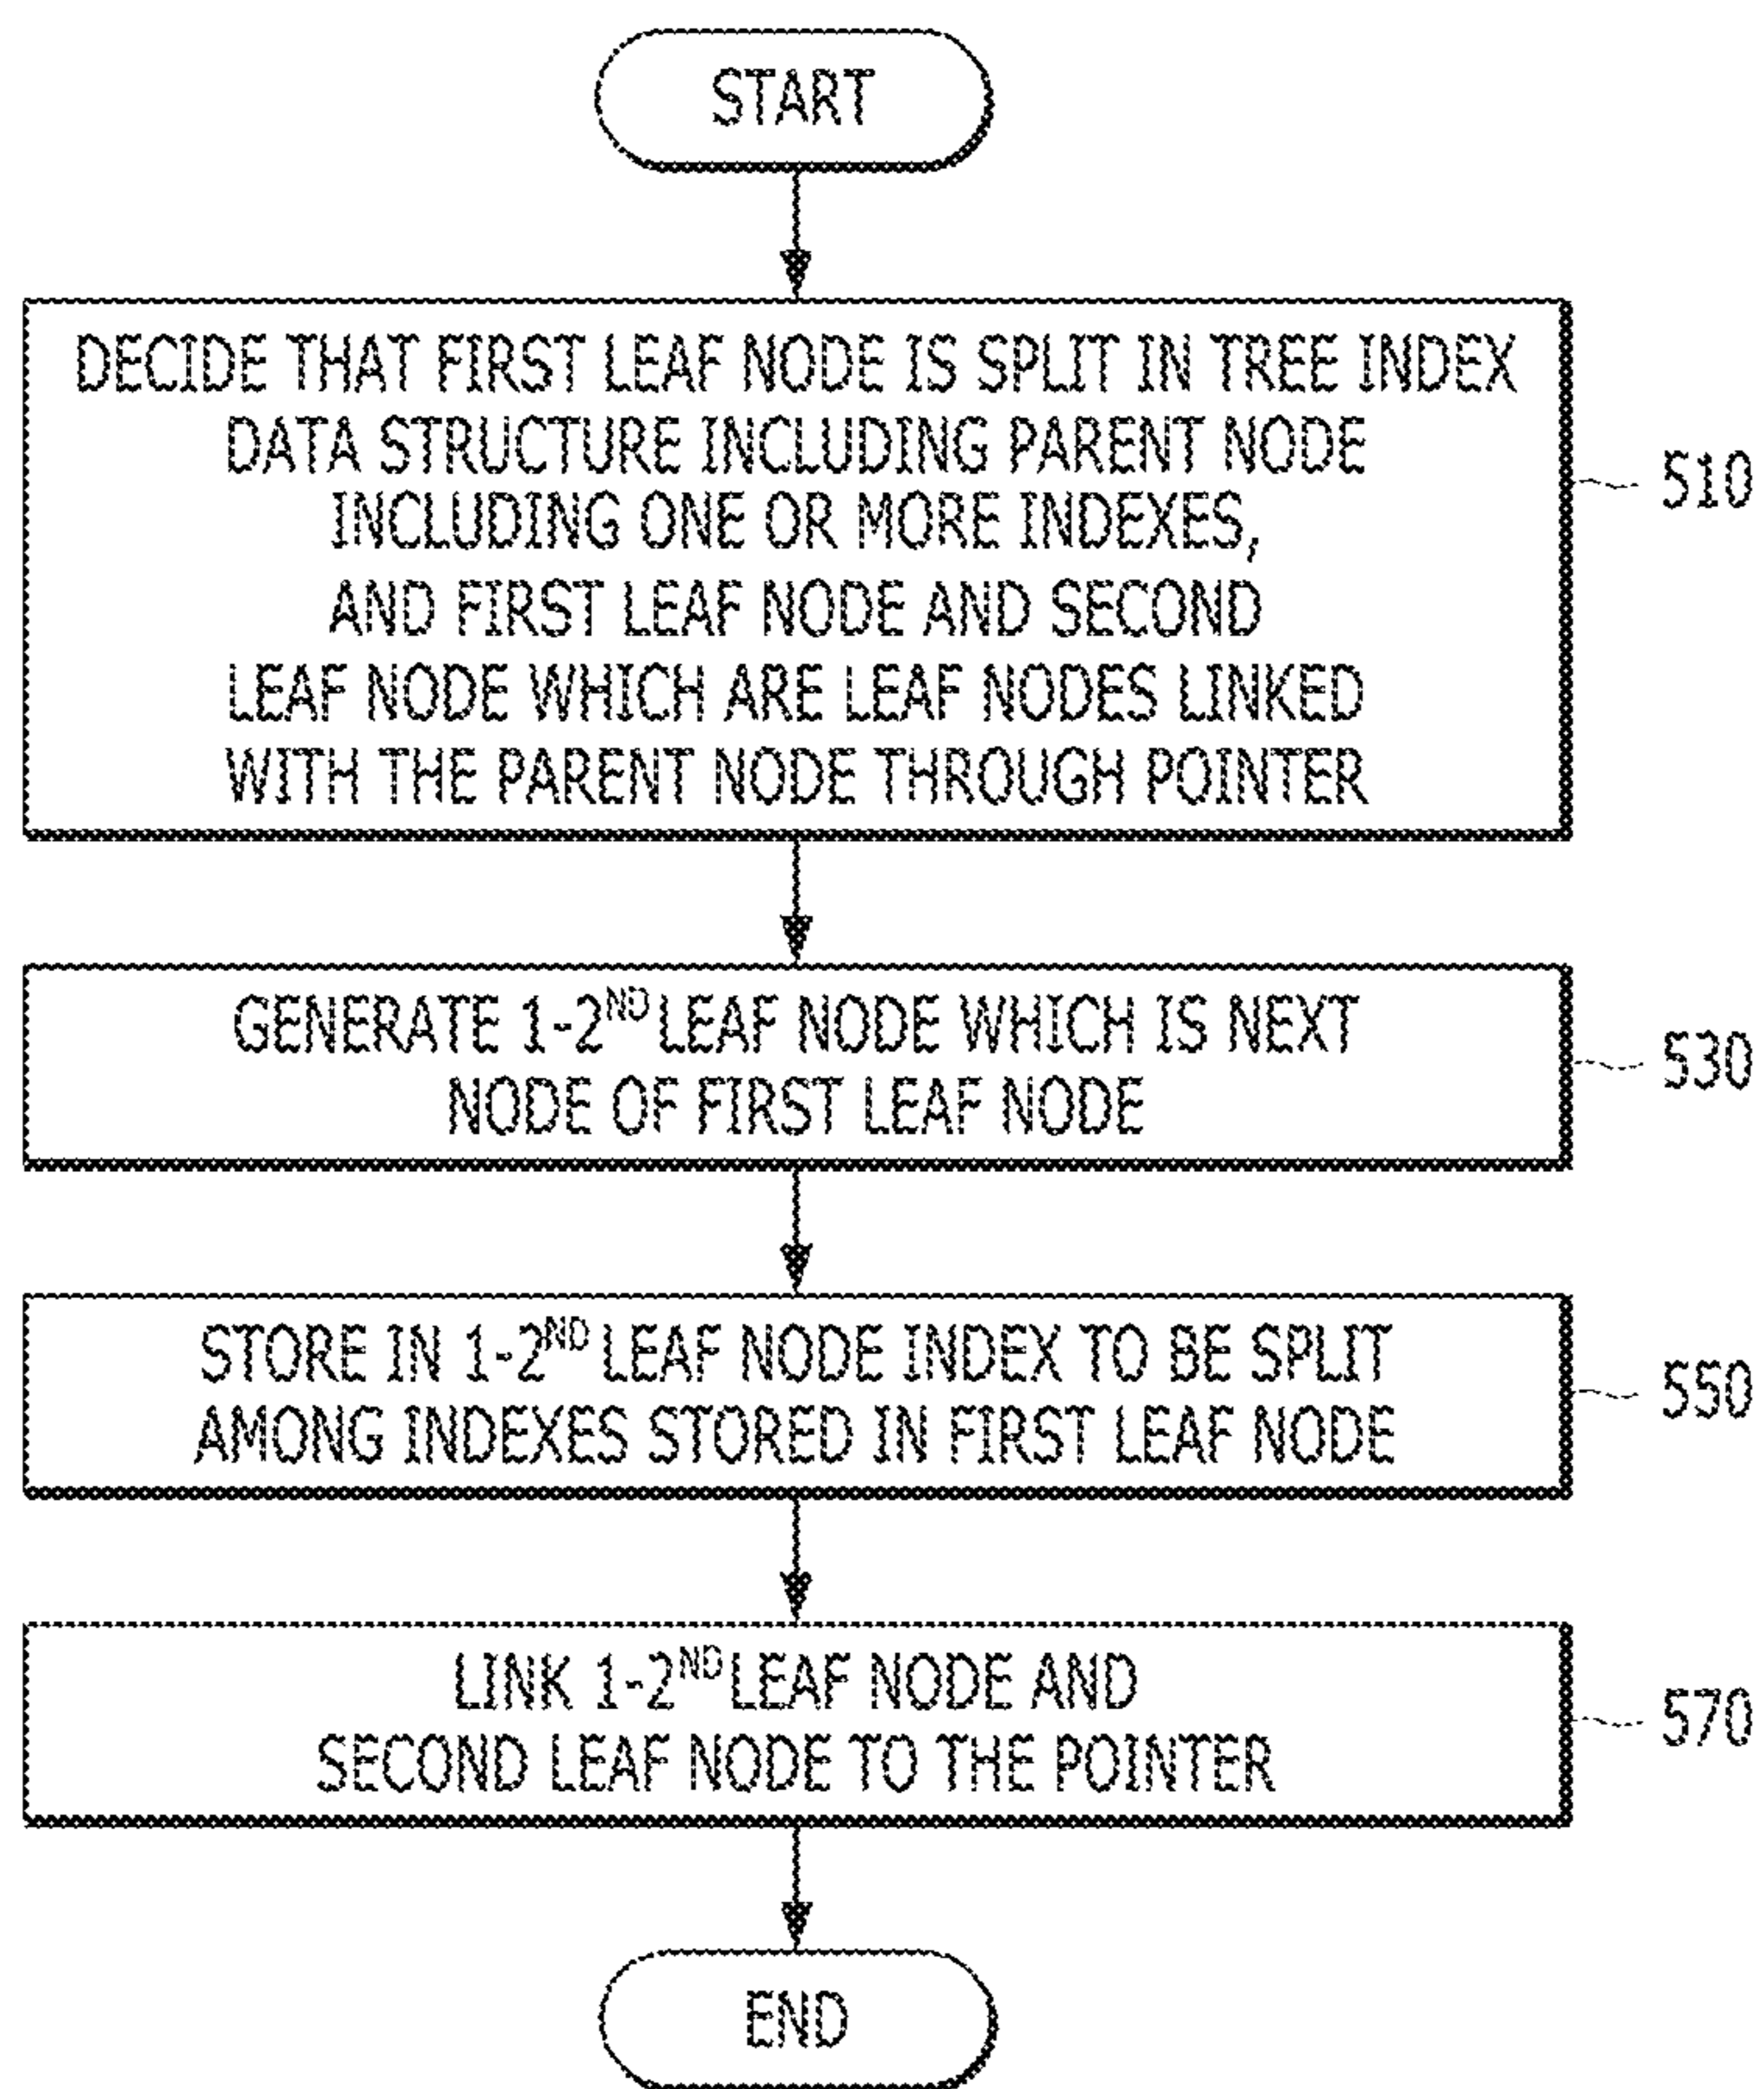 START
DECIDE THAT FIRST LEAF NODE IS SPLIT IN TREE INDEX
DATA STRUCTURE INCLUDING PARENT NODE
INCLUDING ONE OR MORE INDEXES,
AND FIRST LEAF NODE AND SECOND
LEAF NODE WHICH ARE LEAF NODES LINKED
WITH THE PARENT NODE THROUGH POINTER
510
GENERATE 1-2ND LEAF NODE WHICH IS NEXT
NODE OF FIRST LEAF NODE
530
STORE IN 1-2ND LEAF NODE INDEX TO BE SPLIT
AMONG INDEXES STORED IN FIRST LEAF NODE
550
LINK 1-2ND LEAF NODE AND
SECOND LEAF NODE TO THE POINTER
570
END